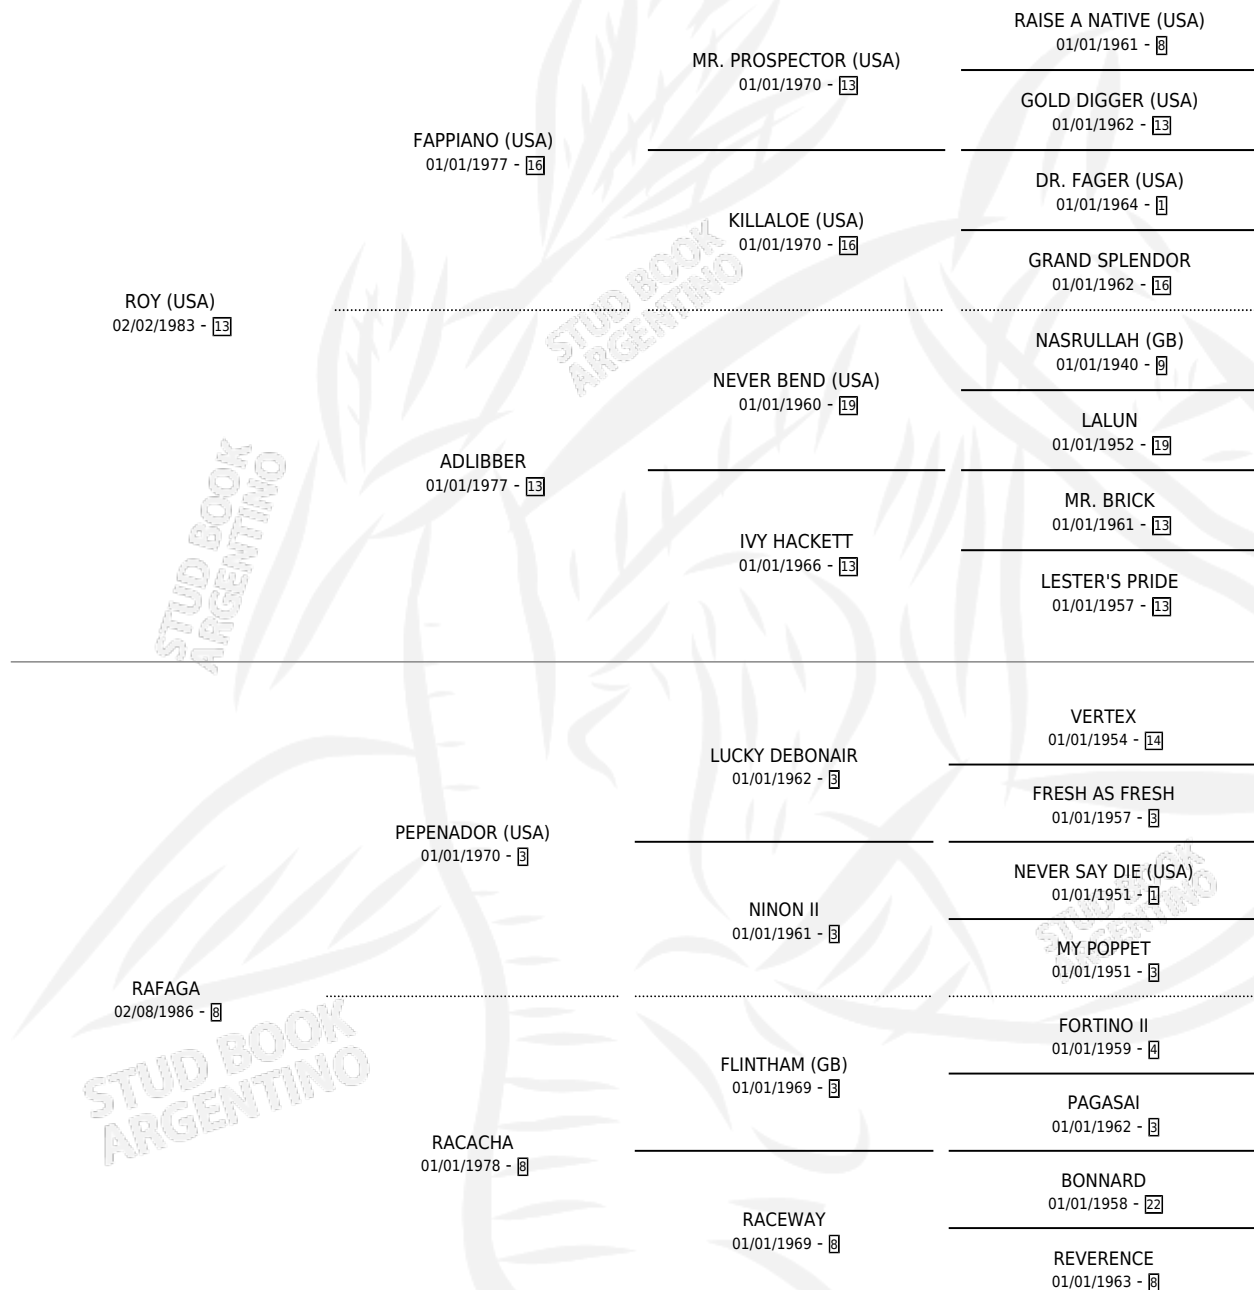 RAISE A NATIVE (USA)
01/01/1961 - 8
MR. PROSPECTOR (USA)
01/01/1970 - 13
GOLD DIGGER (USA)
01/01/1962 - 13
FAPPIANO (USA)
01/01/1977 - 16
DR. FAGER (USA)
01/01/1964 - 1
KILLALOE (USA)
01/01/1970 - 16
GRAND SPLENDOR
01/01/1962 - 16
ROY (USA)
02/02/1983 - 13
NASRULLAH (GB)
01/01/1940 - 9
NEVER BEND (USA)
01/01/1960 - 19
LALUN
01/01/1952 - 19
ADLIBBER
01/01/1977 - 13
MR. BRICK
01/01/1961 - 13
IVY HACKETT
01/01/1966 - 13
LESTER'S PRIDE
01/01/1957 - 13
VERTEX
01/01/1954 - 14
LUCKY DEBONAIR
01/01/1962 - 3
FRESH AS FRESH
01/01/1957 - 3
PEPENADOR (USA)
01/01/1970 - 3
NEVER SAY DIE (USA)
01/01/1951 - 1
NINON II
01/01/1961 - 3
MY POPPET
01/01/1951 - 3
RAFAGA
02/08/1986 - 8
FORTINO II
01/01/1959 - 4
FLINTHAM (GB)
01/01/1969 - 3
PAGASAI
01/01/1962 - 3
RACACHA
01/01/1978 - 8
BONNARD
01/01/1958 - 22
RACEWAY
01/01/1969 - 8
REVERENCE
01/01/1963 - 8
STUD BOOK
ARGENTINO
STUD BOOK
ARGENTINO
STUD BOOK
ARGENTINO
STUD BOOK
ARGENTINO